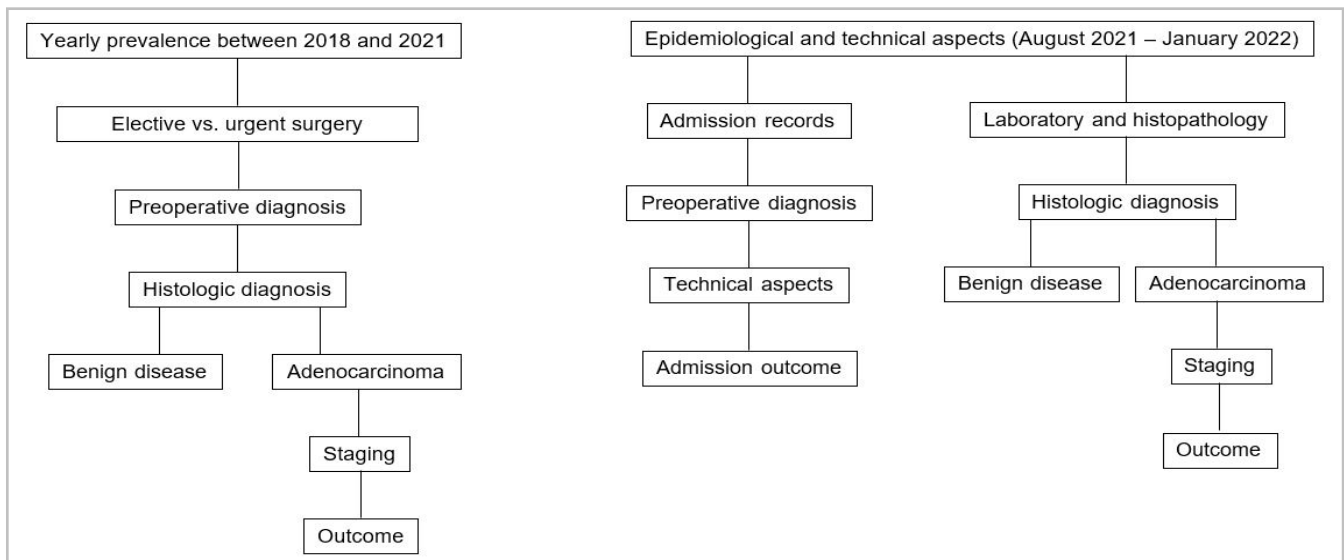 Yearly prevalence between 2018 and 2021
Elective vs. urgent surgery
Preoperative diagnosis
Histologic diagnosis
Benign disease
Adenocarcinoma
Staging
Outcome
Epidemiological and technical aspects (August 2021 – January 2022)
Admission records
Preoperative diagnosis
Technical aspects
Admission outcome
Laboratory and histopathology
Histologic diagnosis
Benign disease
Adenocarcinoma
Staging
Outcome